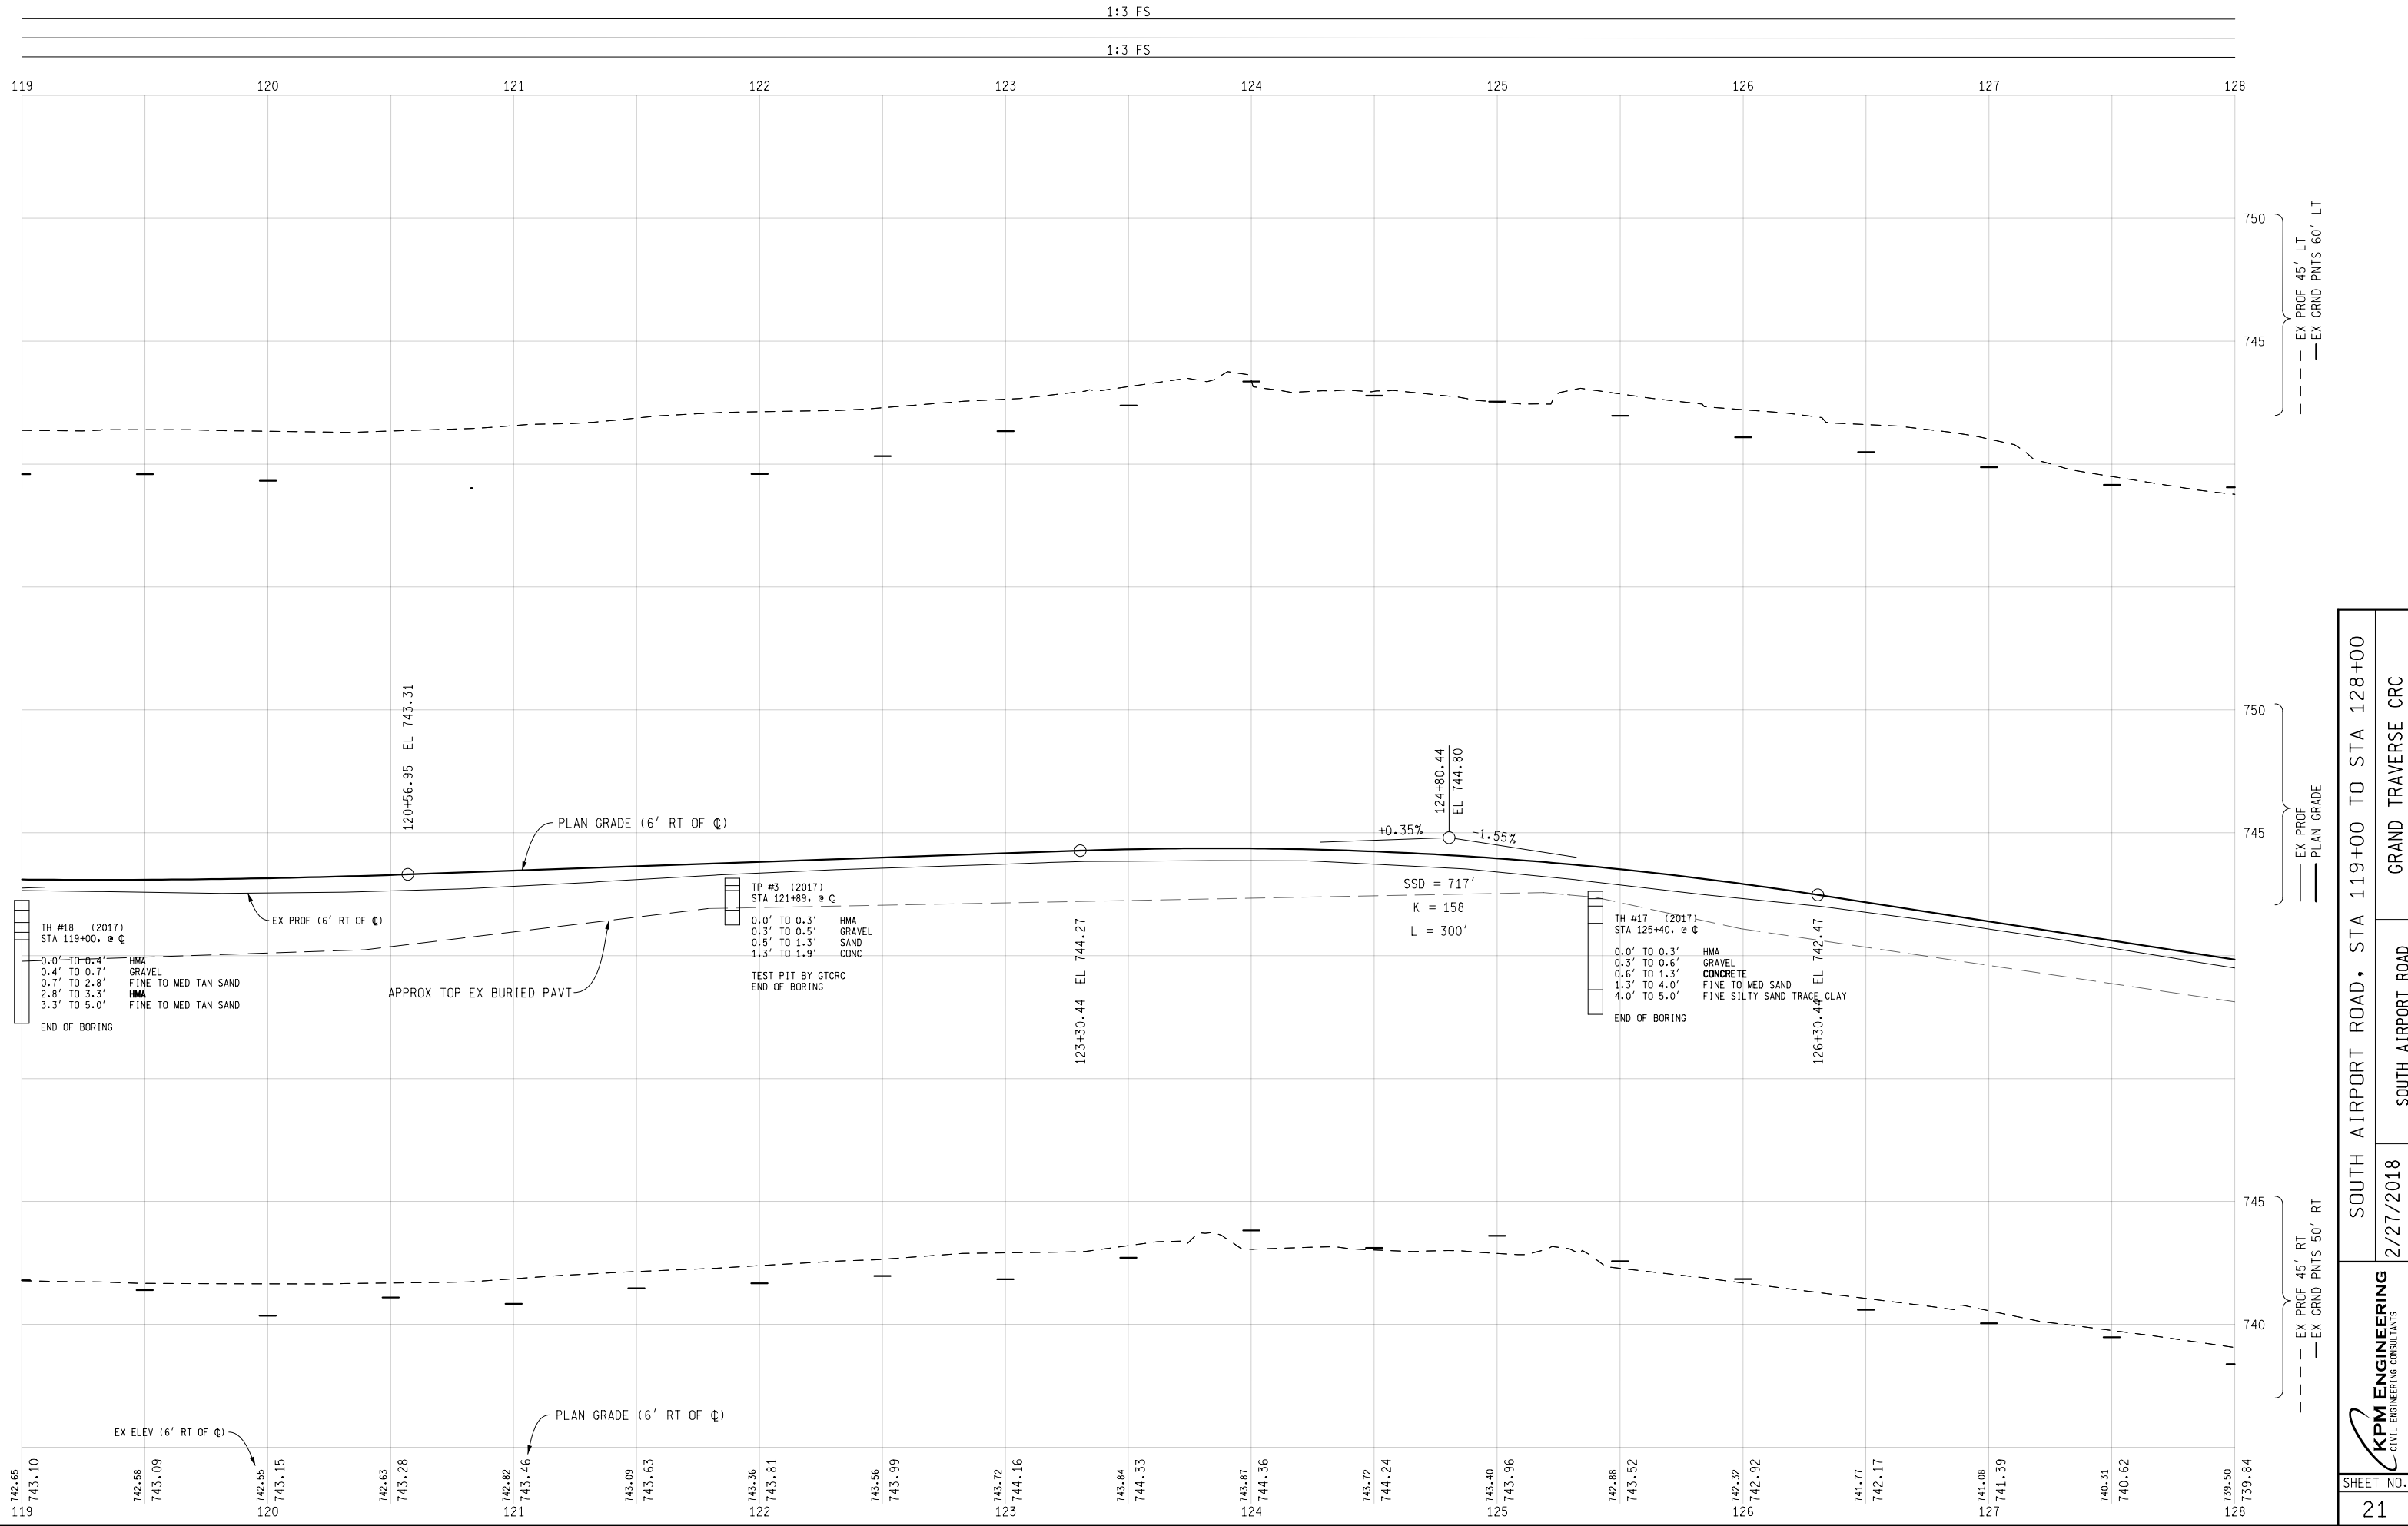 1:3 FS
1:3 FS
119 120 121 122 123 124 125 126 127 128
750
745
EX PROF 45' LT
EX GRND PNTS 60' LT
750
745
EX PROF
PLAN GRADE
120+56.95 EL 743.31
PLAN GRADE (6' RT OF ℄)
EX PROF (6' RT OF ℄)
APPROX TOP EX BURIED PAVT
124+80.44
EL 744.80
+0.35%
-1.55%
SSD = 717'
K = 158
L = 300'
123+30.44 EL 744.27
126+30.44 EL 742.47
TH #18 (2017)
STA 119+00, @ ℄
0.0' TO 0.4' HMA
0.4' TO 0.7' GRAVEL
0.7' TO 2.8' FINE TO MED TAN SAND
2.8' TO 3.3' HMA
3.3' TO 5.0' FINE TO MED TAN SAND
END OF BORING
TP #3 (2017)
STA 121+89, @ ℄
0.0' TO 0.3' HMA
0.3' TO 0.5' GRAVEL
0.5' TO 1.3' SAND
1.3' TO 1.9' CONC
TEST PIT BY GTCRC
END OF BORING
TH #17 (2017)
STA 125+40, @ ℄
0.0' TO 0.3' HMA
0.3' TO 0.6' GRAVEL
0.6' TO 1.3' CONCRETE
1.3' TO 4.0' FINE TO MED SAND
4.0' TO 5.0' FINE SILTY SAND TRACE CLAY
END OF BORING
745
740
EX PROF 45' RT
EX GRND PNTS 50' RT
PLAN GRADE (6' RT OF ℄)
EX ELEV (6' RT OF ℄)
742.65
743.10
742.58
743.09
742.55
743.15
742.63
743.28
742.82
743.46
743.09
743.63
743.36
743.81
743.56
743.99
743.72
744.16
743.84
744.33
743.87
744.36
743.72
744.24
743.40
743.96
742.88
743.52
742.32
742.92
741.77
742.17
741.08
741.39
740.31
740.62
739.50
739.84
119 120 121 122 123 124 125 126 127 128
SOUTH AIRPORT ROAD, STA 119+00 TO STA 128+00
GRAND TRAVERSE CRC
SOUTH AIRPORT ROAD
2/27/2018
KPM ENGINEERING
CIVIL ENGINEERING CONSULTANTS
SHEET NO.
21